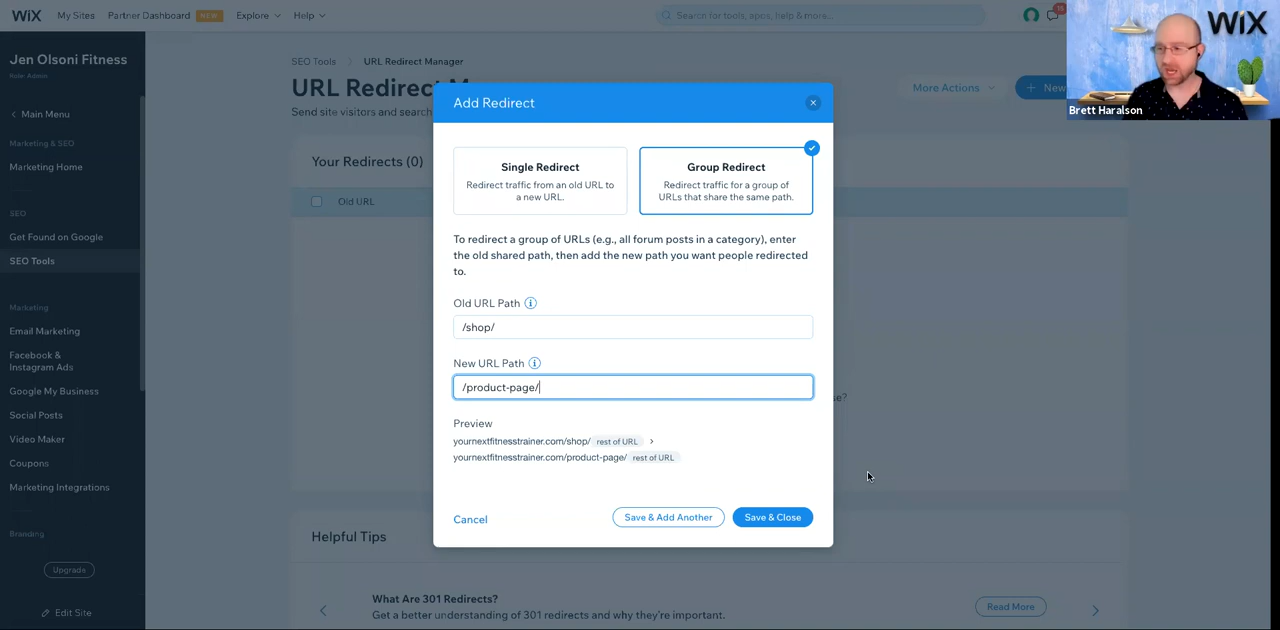 WiX
My Sites
Partner Dashboard
NEW
Explore
Help
Search for tools, apps, help & more...
WIX
Brett Haralson
Jen Olsoni Fitness
Role: Admin
Main Menu
Marketing & SEO
Marketing Home
SEO
Get Found on Google
SEO Tools
Marketing
Email Marketing
Facebook &
Instagram Ads
Google My Business
Social Posts
Video Maker
Coupons
Marketing Integrations
Branding
Upgrade
Edit Site
SEO Tools
URL Redirect Manager
URL Redirect M
Send site visitors and search
More Actions
+ New
Your Redirects (0)
Old URL
Add Redirect
Single Redirect
Redirect traffic from an old URL to
a new URL.
Group Redirect
Redirect traffic for a group of
URLs that share the same path.
To redirect a group of URLs (e.g., all forum posts in a category), enter
the old shared path, then add the new path you want people redirected
to.
Old URL Path
/shop/
New URL Path
/product-page/
Preview
yournextfitnesstrainer.com/shop/ rest of URL >
yournextfitnesstrainer.com/product-page/ rest of URL
Cancel
Save & Add Another
Save & Close
se?
Helpful Tips
What Are 301 Redirects?
Get a better understanding of 301 redirects and why they're important.
Read More